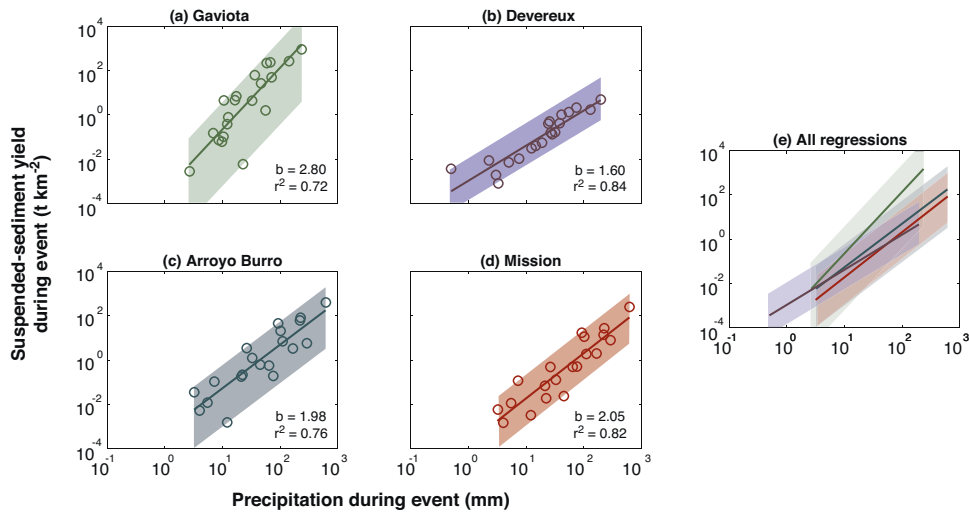 (a) Gaviota
(b) Devereux
10^4
10^2
10^0
10^-2
10^-4
b = 2.80
r^2 = 0.72
b = 1.60
r^2 = 0.84
Suspended-sediment yield
during event (t km^-2)
(c) Arroyo Burro
(d) Mission
10^4
10^2
10^0
10^-2
10^-4
b = 1.98
r^2 = 0.76
b = 2.05
r^2 = 0.82
10^-1 10^0 10^1 10^2 10^3
10^-1 10^0 10^1 10^2 10^3
Precipitation during event (mm)
(e) All regressions
10^4
10^2
10^0
10^-2
10^-4
10^-1 10^0 10^1 10^2 10^3